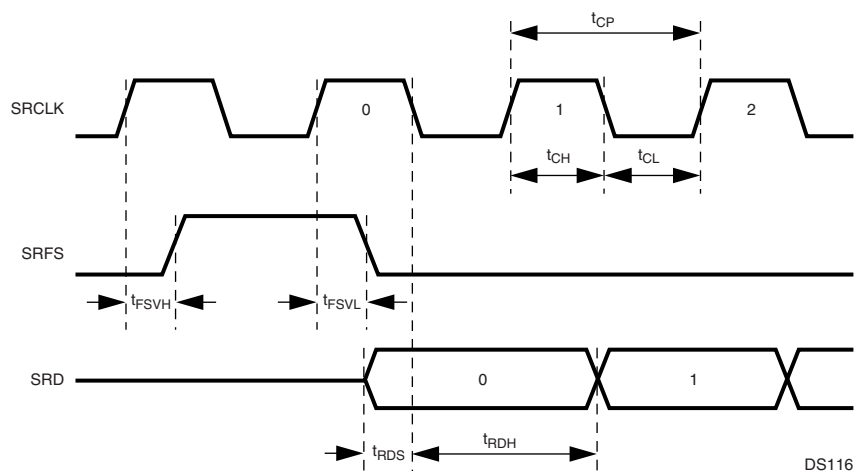 tCP
SRCLK
0
1
2
tCH
tCL
SRFS
tFSVH
tFSVL
SRD
0
1
tRDS
tRDH
DS116